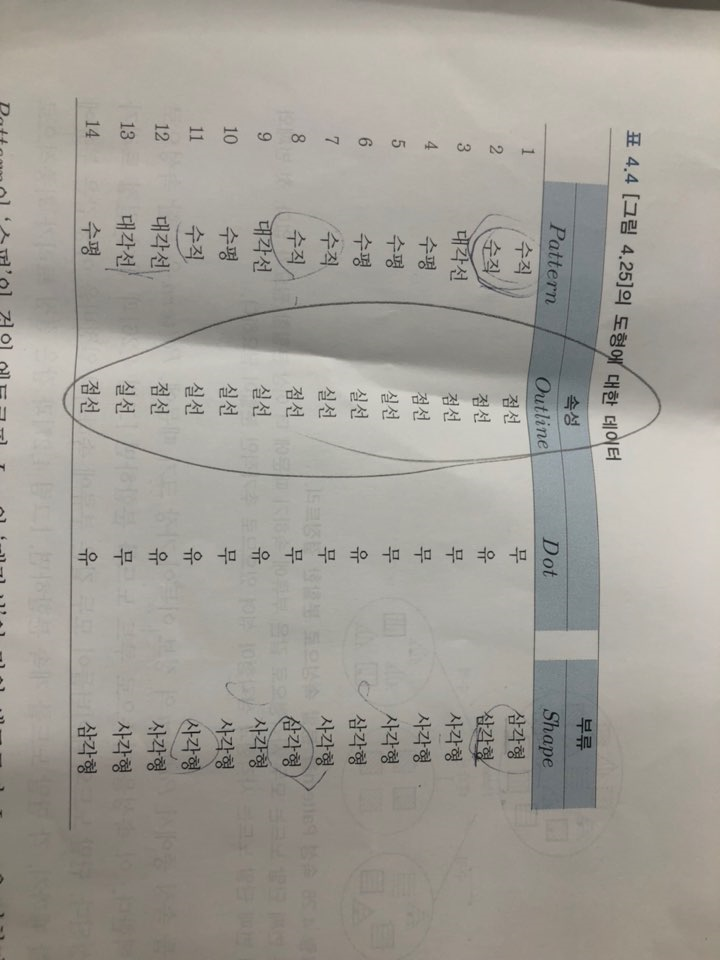 표 4.4 [그림 4.25]의 도형에 대한 데이터
속성 부류
Pattern Outline Dot Shape
1 수직 점선 무 삼각형
2 수직 점선 유 삼각형
3 대각선 점선 무 사각형
4 수평 점선 무 사각형
5 수평 실선 무 사각형
6 수평 실선 유 삼각형
7 수직 실선 무 사각형
8 수직 점선 무 삼각형
9 대각선 실선 유 사각형
10 수평 실선 무 사각형
11 수직 실선 유 사각형
12 대각선 점선 유 사각형
13 대각선 실선 무 사각형
14 수평 점선 유 삼각형
Pattern이 '수평'인 것의 엔트로피